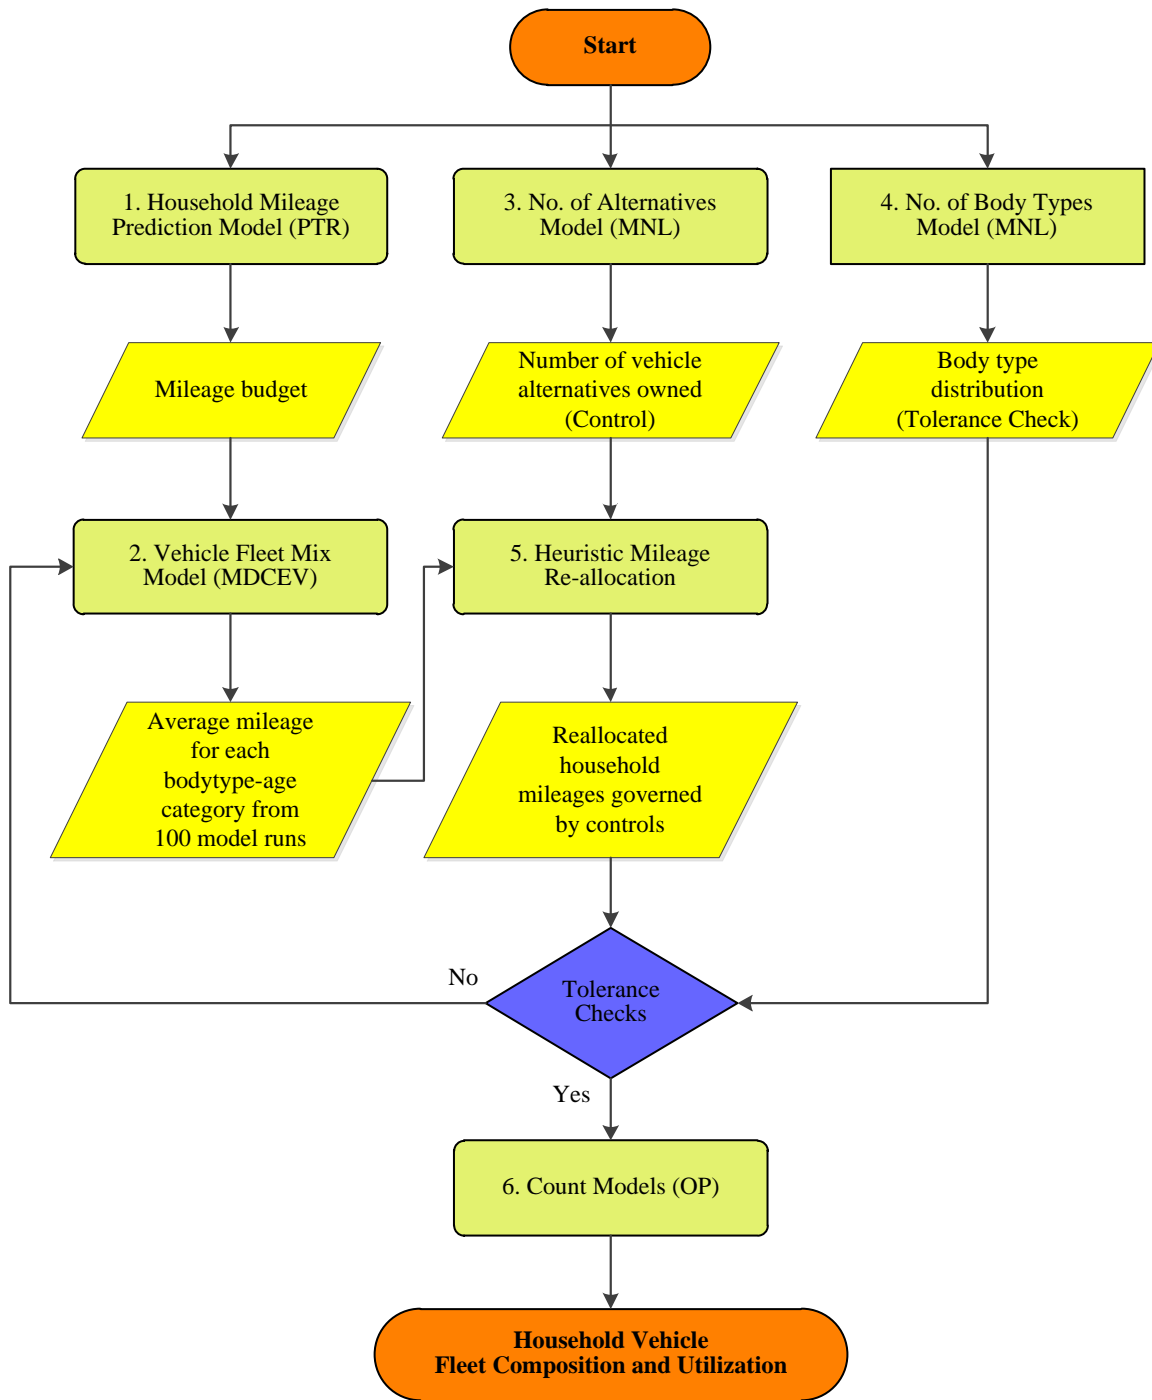 Start
1. Household Mileage
Prediction Model (PTR)
3. No. of Alternatives
Model (MNL)
4. No. of Body Types
Model (MNL)
Mileage budget
Number of vehicle
alternatives owned
(Control)
Body type
distribution
(Tolerance Check)
2. Vehicle Fleet Mix
Model (MDCEV)
5. Heuristic Mileage
Re-allocation
Average mileage
for each
bodytype-age
category from
100 model runs
Reallocated
household
mileages governed
by controls
No
Tolerance
Checks
Yes
6. Count Models (OP)
Household Vehicle
Fleet Composition and Utilization